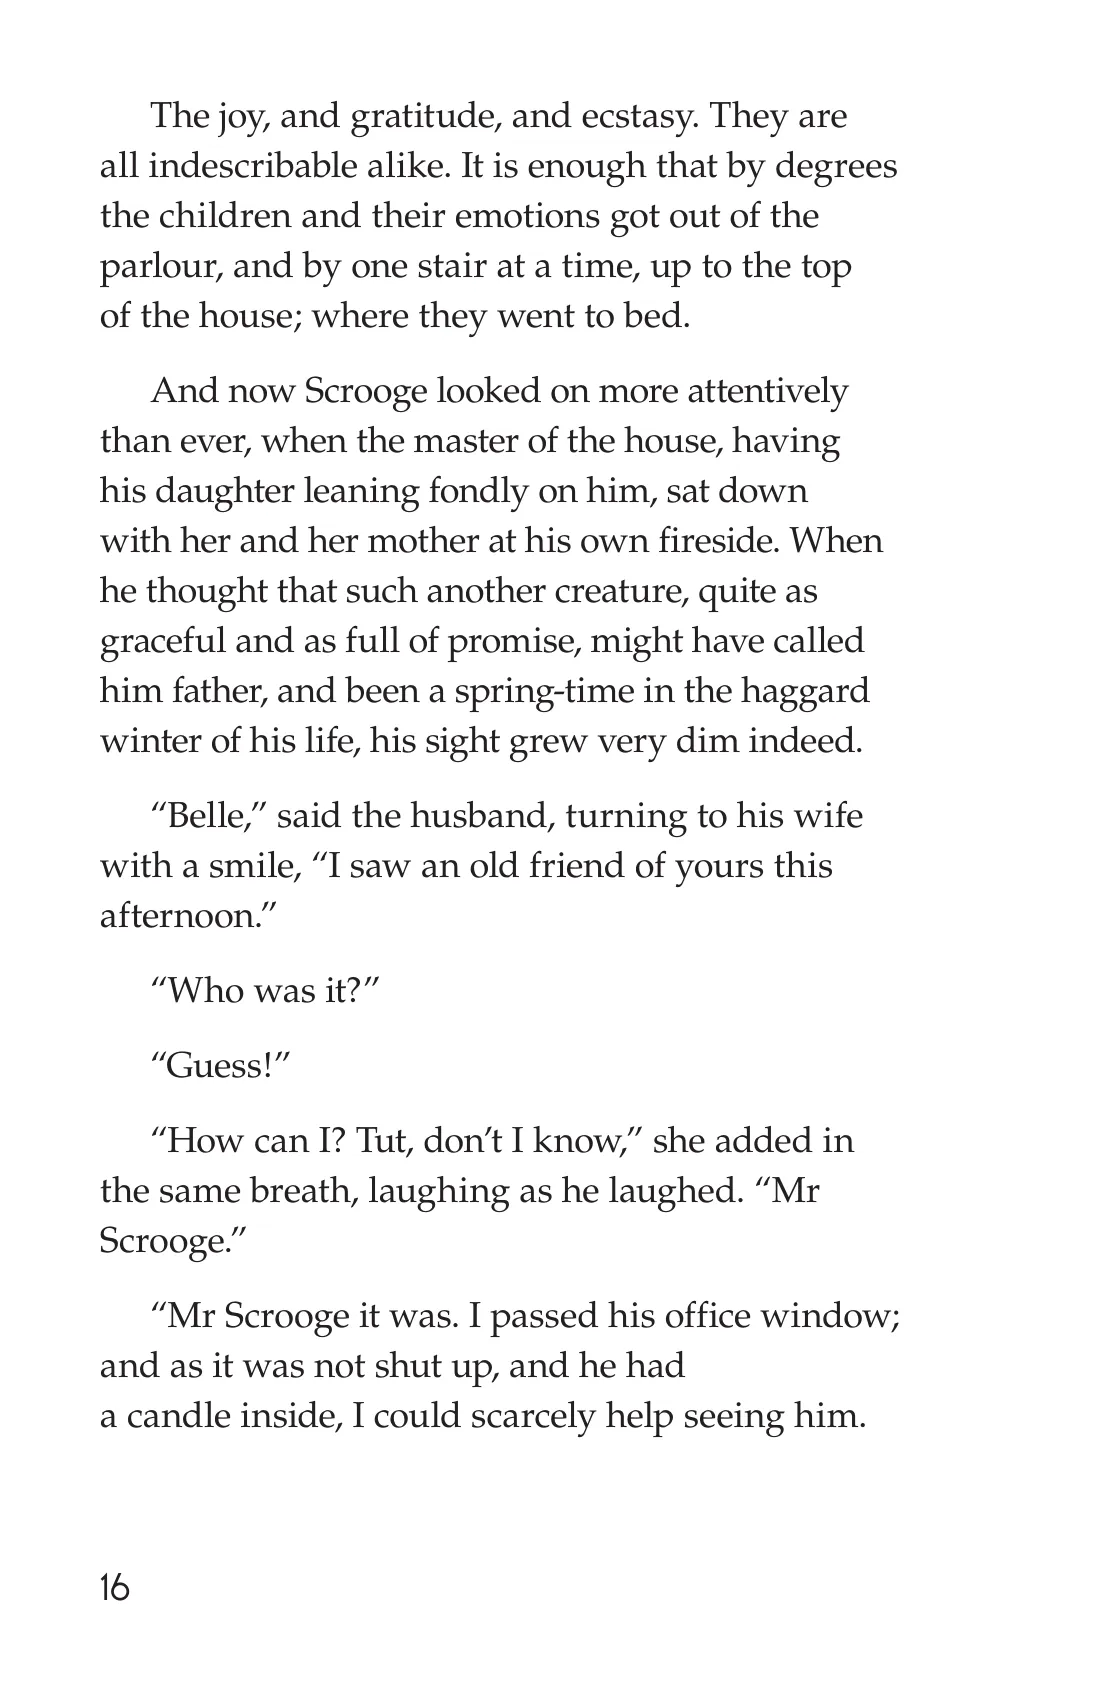 The joy, and gratitude, and ecstasy. They are
all indescribable alike. It is enough that by degrees
the children and their emotions got out of the
parlour, and by one stair at a time, up to the top
of the house; where they went to bed.
And now Scrooge looked on more attentively
than ever, when the master of the house, having
his daughter leaning fondly on him, sat down
with her and her mother at his own fireside. When
he thought that such another creature, quite as
graceful and as full of promise, might have called
him father, and been a spring-time in the haggard
winter of his life, his sight grew very dim indeed.
“Belle,” said the husband, turning to his wife
with a smile, “I saw an old friend of yours this
afternoon.”
“Who was it?”
“Guess!”
“How can I? Tut, don’t I know,” she added in
the same breath, laughing as he laughed. “Mr
Scrooge.”
“Mr Scrooge it was. I passed his office window;
and as it was not shut up, and he had
a candle inside, I could scarcely help seeing him.
16